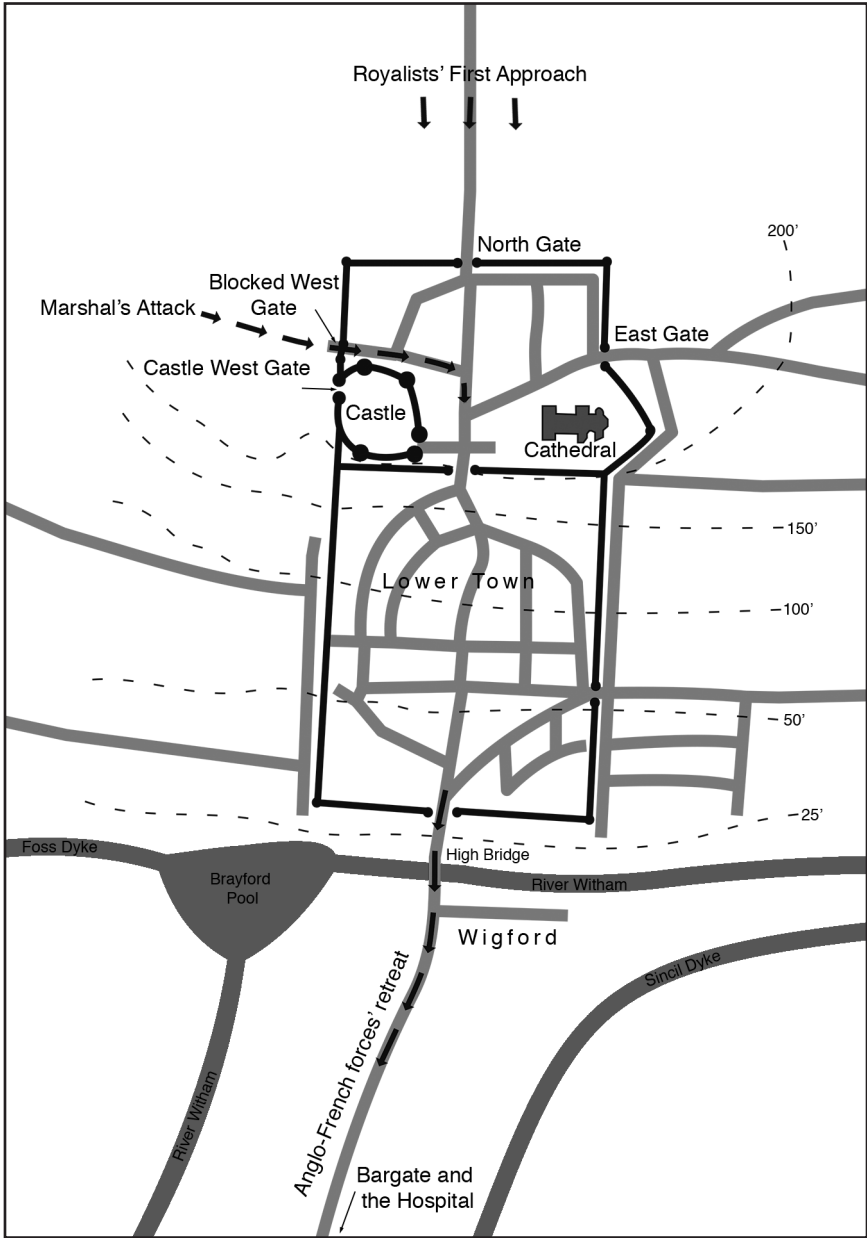 Royalists’ First Approach
200’
North Gate
Blocked West
Gate
Marshal’s Attack
East Gate
Castle West Gate
Castle
Cathedral
150’
Lower Town
100’
50’
25’
Foss Dyke
High Bridge
Brayford
Pool
River Witham
Wigford
Sincil Dyke
Anglo-French forces’ retreat
River Witham
Bargate and
the Hospital